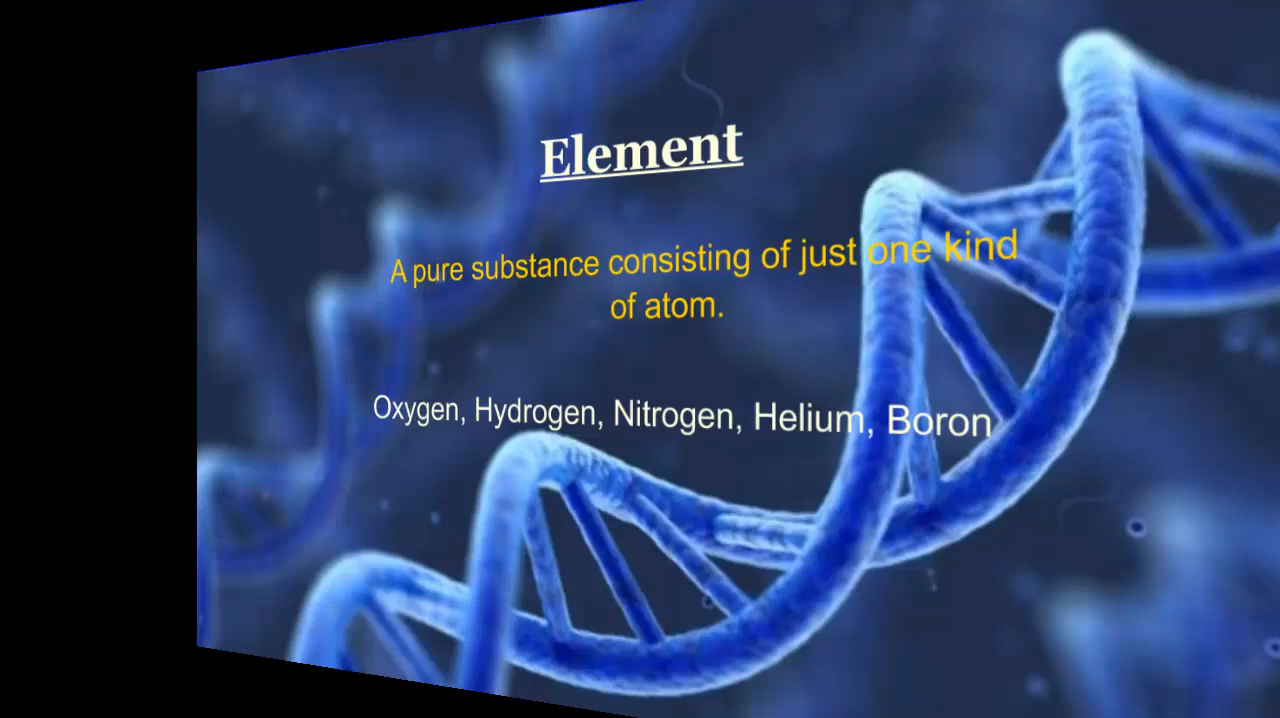 Element
A pure substance consisting of just one kind
of atom.
Oxygen, Hydrogen, Nitrogen, Helium, Boron